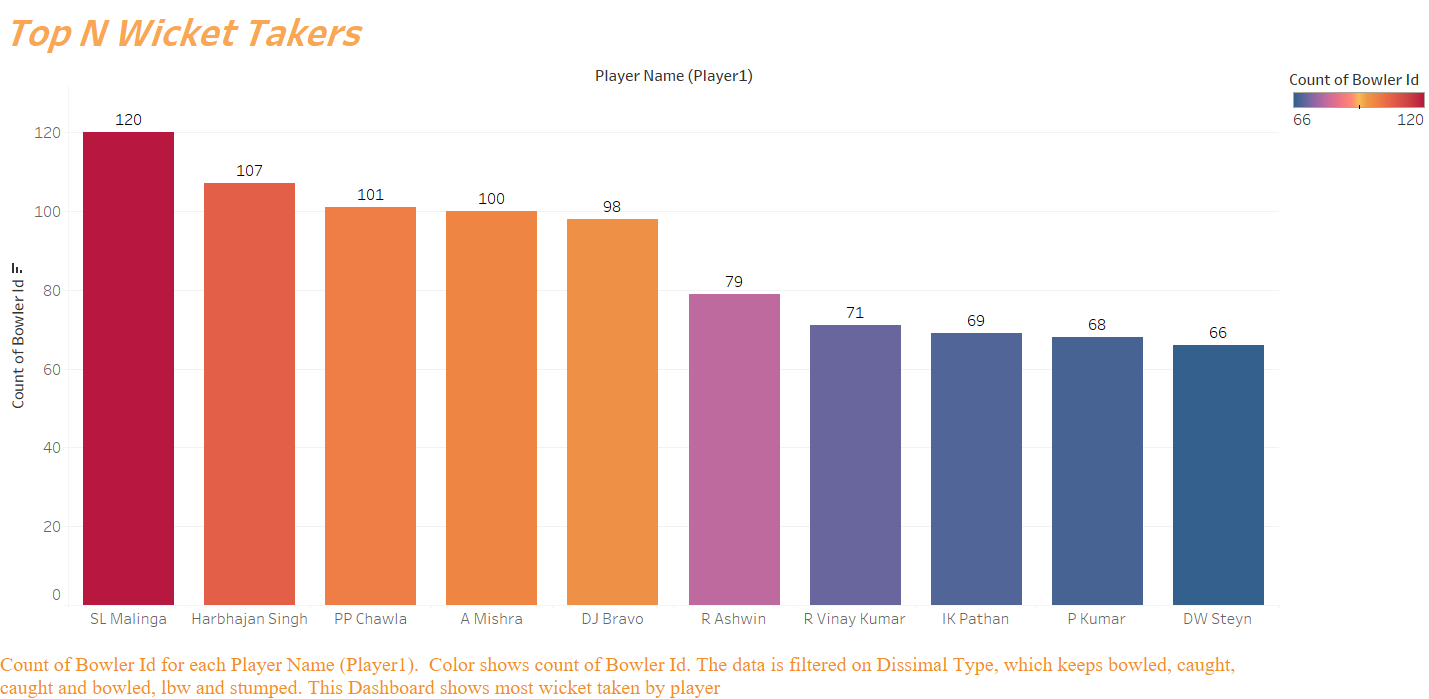 Top N Wicket Takers
Player Name (Player1)
Count of Bowler Id
66 120
Count of Bowler Id
120
100
80
60
40
20
0
120
107
101
100
98
79
71
69
68
66
SL Malinga Harbhajan Singh PP Chawla A Mishra DJ Bravo R Ashwin R Vinay Kumar IK Pathan P Kumar DW Steyn
Count of Bowler Id for each Player Name (Player1).  Color shows count of Bowler Id. The data is filtered on Dissimal Type, which keeps bowled, caught,
caught and bowled, lbw and stumped. This Dashboard shows most wicket taken by player